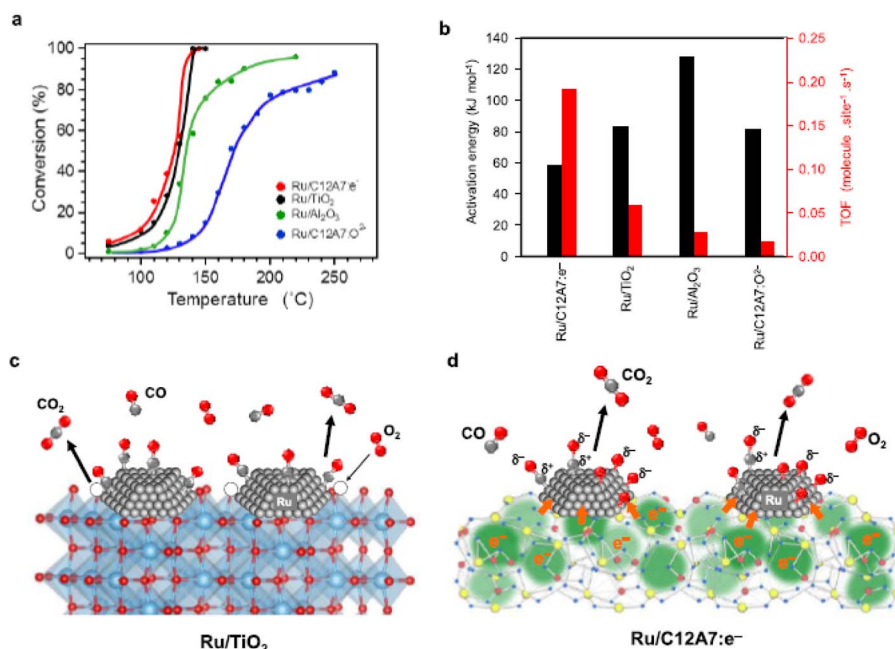 a
100
80
60
40
20
0
Conversion (%)
Ru/C12A7:e⁻
Ru/TiO₂
Ru/Al₂O₃
Ru/C12A7:O²⁻
100 150 200 250
Temperature (˚C)
b
140
120
100
80
60
40
20
0
Activation energy (kJ mol⁻¹)
0.25
0.20
0.15
0.10
0.05
0.00
TOF (molecule .site⁻¹ .s⁻¹)
Ru/C12A7:e⁻
Ru/TiO₂
Ru/Al₂O₃
Ru/C12A7:O²⁻
c
CO₂
CO
O₂
Ru
Ru/TiO₂
d
CO
CO₂
O₂
δ⁻ δ⁻ δ⁻ δ⁻
δ⁺ δ⁺ δ⁻ δ⁺ δ⁻
Ru
e⁻ e⁻ e⁻ e⁻ e⁻ e⁻ e⁻
Ru/C12A7:e⁻